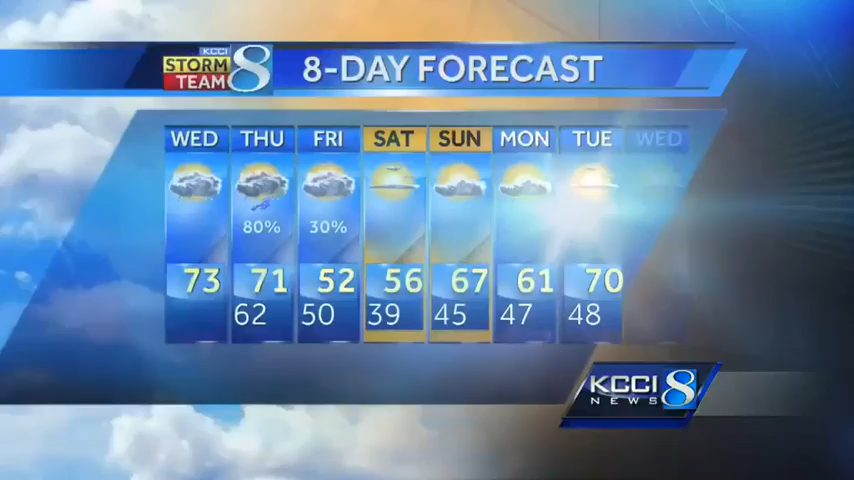 KCCI
STORM
TEAM
8
8-DAY FORECAST
WED THU FRI SAT SUN MON TUE WED
80% 30%
73 71 52 56 67 61 70
62 50 39 45 47 48
KCCI 8
NEWS